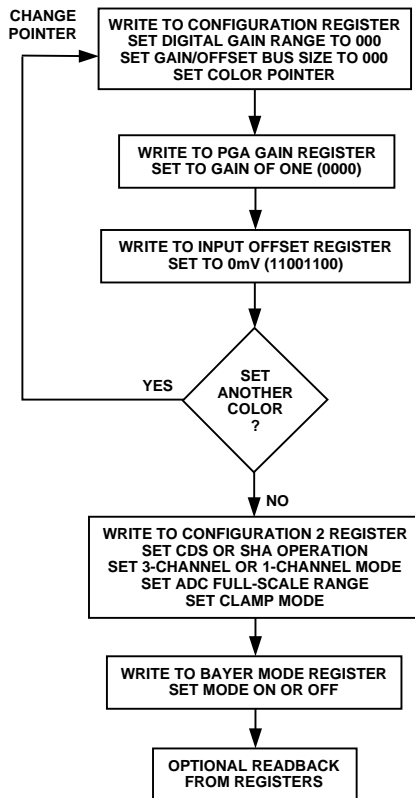 CHANGE
POINTER
WRITE TO CONFIGURATION REGISTER
SET DIGITAL GAIN RANGE TO 000
SET GAIN/OFFSET BUS SIZE TO 000
SET COLOR POINTER
WRITE TO PGA GAIN REGISTER
SET TO GAIN OF ONE (0000)
WRITE TO INPUT OFFSET REGISTER
SET TO 0mV (11001100)
YES
SET
ANOTHER
COLOR
?
NO
WRITE TO CONFIGURATION 2 REGISTER
SET CDS OR SHA OPERATION
SET 3-CHANNEL OR 1-CHANNEL MODE
SET ADC FULL-SCALE RANGE
SET CLAMP MODE
WRITE TO BAYER MODE REGISTER
SET MODE ON OR OFF
OPTIONAL READBACK
FROM REGISTERS